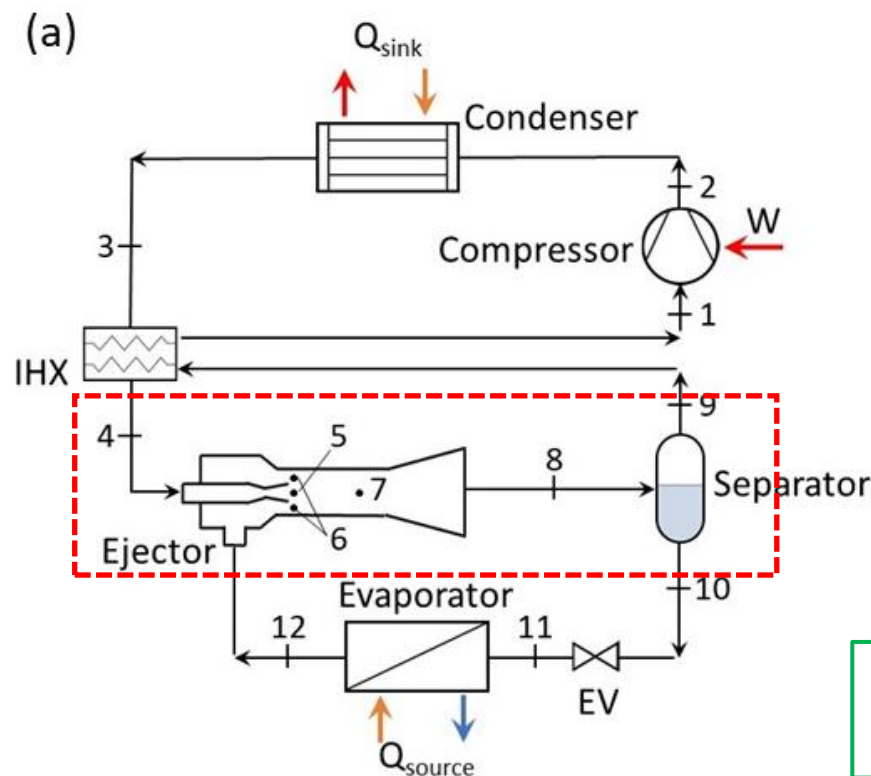 (a)
Qsink
Condenser
2
3
Compressor
W
1
IHX
9
4
5
8
7
Separator
6
Ejector
10
Evaporator
12
11
EV
Qsource